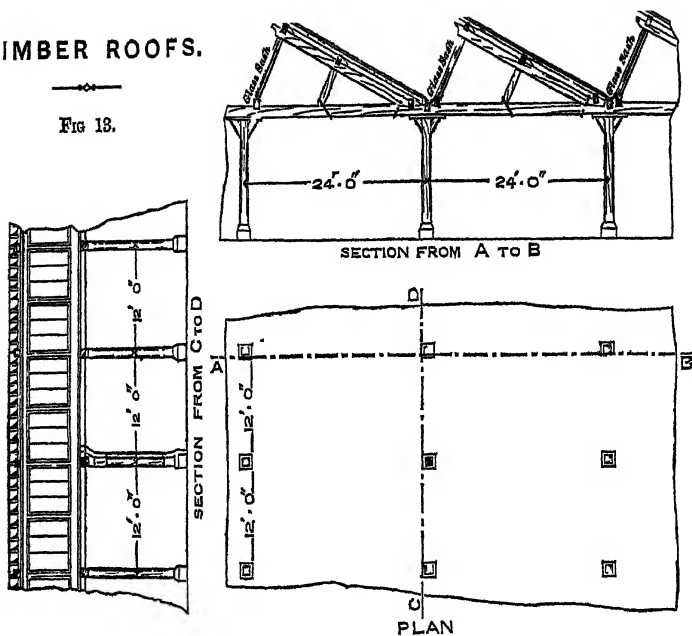 IMBER ROOFS.
FIG 13.
Glass Sash
Glass Sash
Glass Sash
24'.0"
24'.0"
SECTION FROM A TO B
12'.0"
12'.0"
12'.0"
SECTION FROM C TO D
D
A
B
12'.0"
12'.0"
C
PLAN